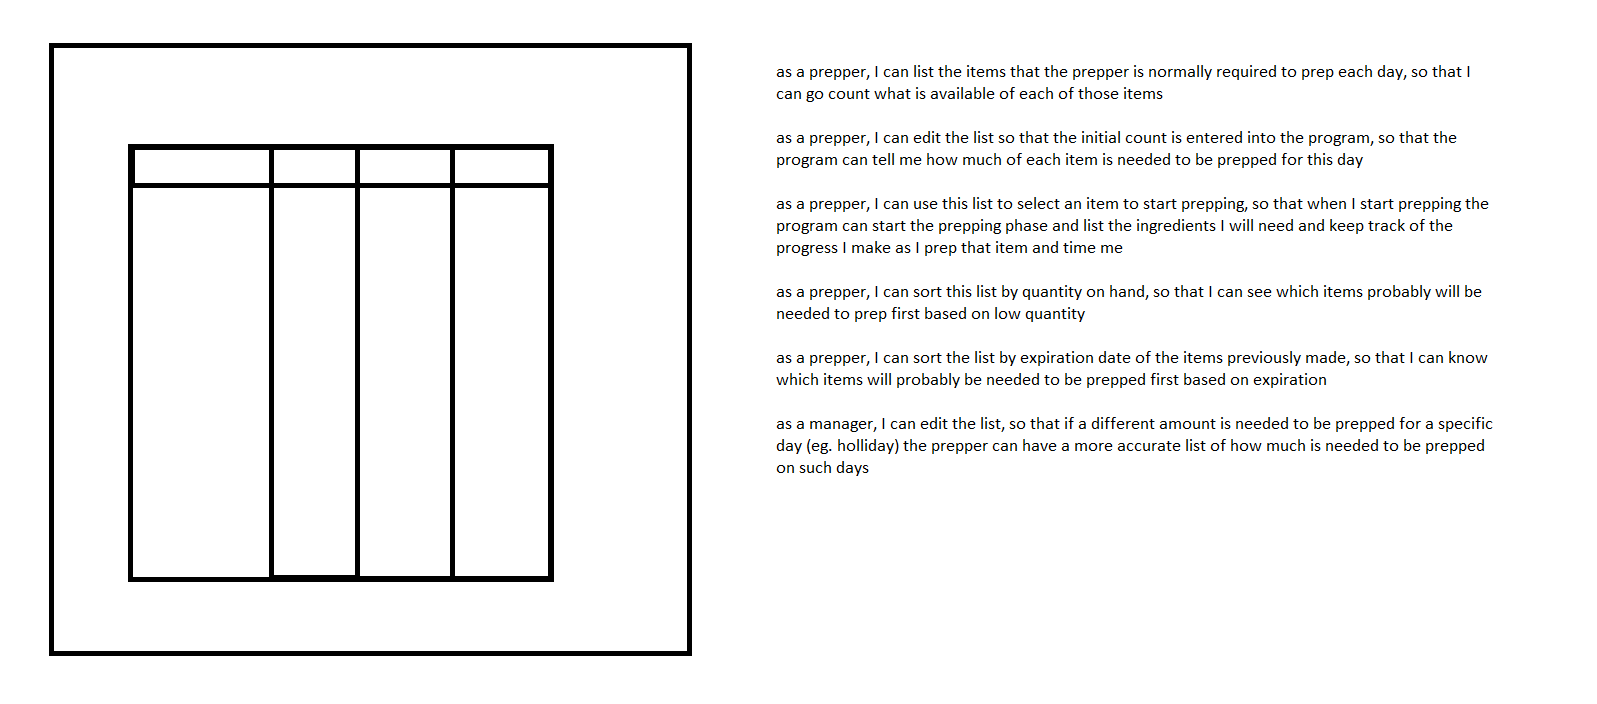 as a prepper, I can list the items that the prepper is normally required to prep each day, so that I
can go count what is available of each of those items
as a prepper, I can edit the list so that the initial count is entered into the program, so that the
program can tell me how much of each item is needed to be prepped for this day
as a prepper, I can use this list to select an item to start prepping, so that when I start prepping the
program can start the prepping phase and list the ingredients I will need and keep track of the
progress I make as I prep that item and time me
as a prepper, I can sort this list by quantity on hand, so that I can see which items probably will be
needed to prep first based on low quantity
as a prepper, I can sort the list by expiration date of the items previously made, so that I can know
which items will probably be needed to be prepped first based on expiration
as a manager, I can edit the list, so that if a different amount is needed to be prepped for a specific
day (eg. holliday) the prepper can have a more accurate list of how much is needed to be prepped
on such days